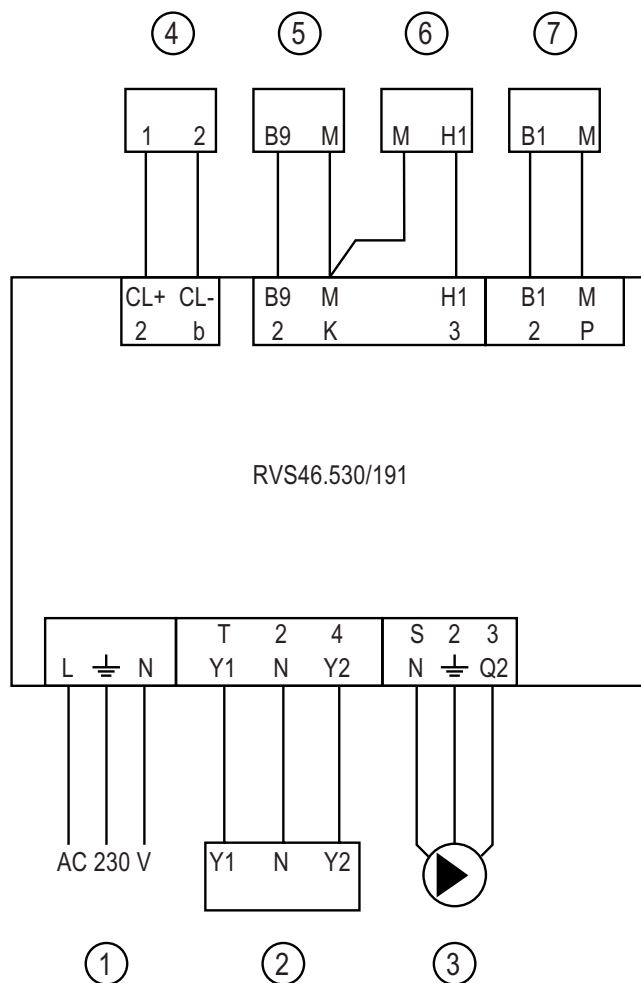 4 5 6 7
1 2 B9 M M H1 B1 M
CL+ CL- B9 M H1 B1 M
2 b 2 K 3 2 P
RVS46.530/191
T 2 4 S 2 3
L N Y1 N Y2 N Q2
AC 230 V Y1 N Y2
1 2 3